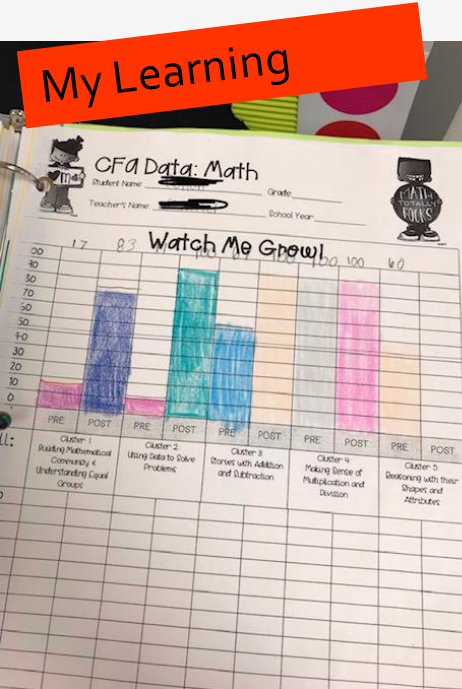 My Learning
CFA Data: Math
Student Name
Grade
Teacher's Name
School Year
I ♥ math
MATH
TOTALLY
ROCKS
Watch Me Grow!
17 83 100 100 60
90
80
70
60
50
40
30
20
10
0
PRE POST PRE POST PRE POST PRE POST PRE POST
Cluster 1
Building Mathematical
Community &
Understanding Equal
Groups
Cluster 2
Using Data to Solve
Problems
Cluster 3
Stories with Addition
and Subtraction
Cluster 4
Making Sense of
Multiplication and
Division
Cluster 5
Reasoning with their
Shapes and
Attributes